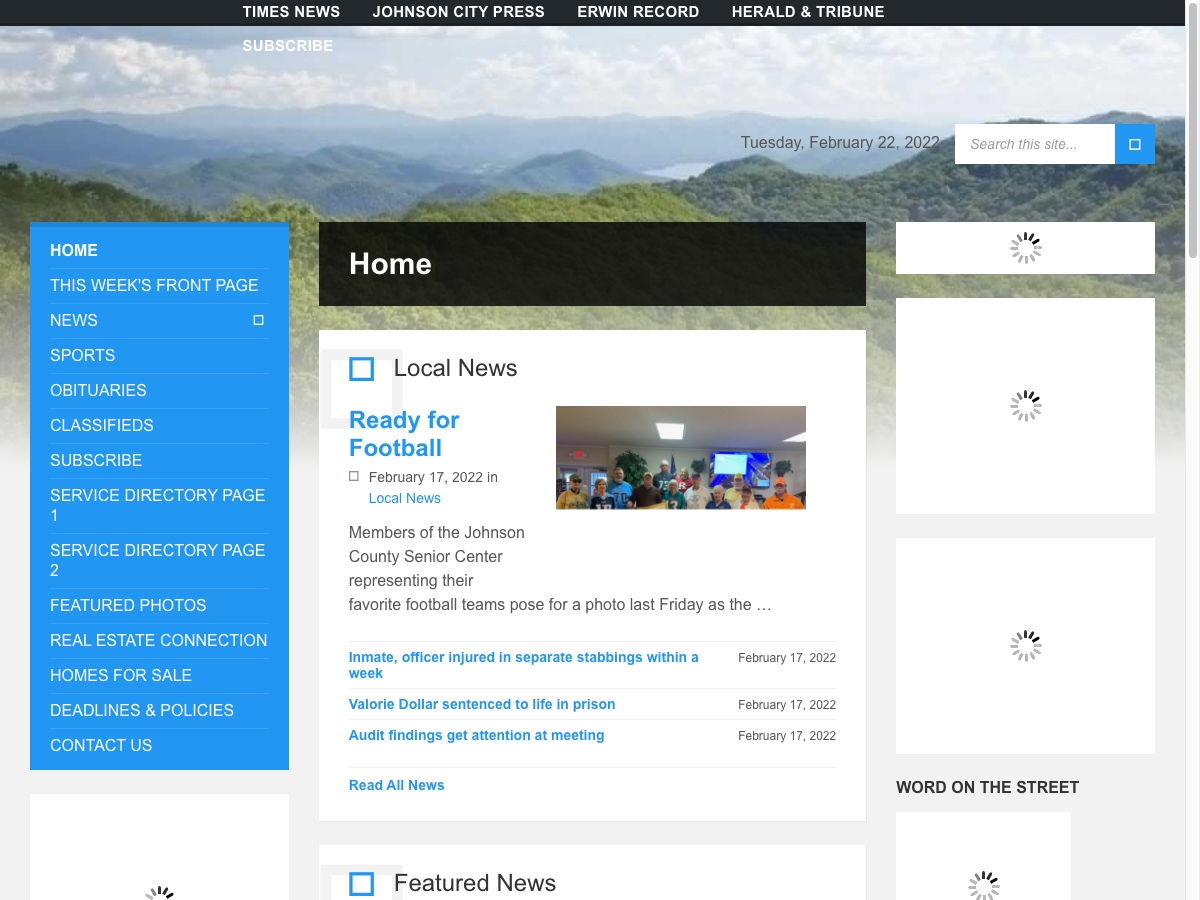 TIMES NEWS JOHNSON CITY PRESS ERWIN RECORD HERALD & TRIBUNE
SUBSCRIBE
Tuesday, February 22, 2022
Search this site...
HOME
THIS WEEK'S FRONT PAGE
NEWS
SPORTS
OBITUARIES
CLASSIFIEDS
SUBSCRIBE
SERVICE DIRECTORY PAGE
1
SERVICE DIRECTORY PAGE
2
FEATURED PHOTOS
REAL ESTATE CONNECTION
HOMES FOR SALE
DEADLINES & POLICIES
CONTACT US
Home
Local News
Ready for
Football
February 17, 2022 in
Local News
Members of the Johnson
County Senior Center
representing their
favorite football teams pose for a photo last Friday as the …
Inmate, officer injured in separate stabbings within a
week
February 17, 2022
Valorie Dollar sentenced to life in prison
February 17, 2022
Audit findings get attention at meeting
February 17, 2022
Read All News
Featured News
WORD ON THE STREET